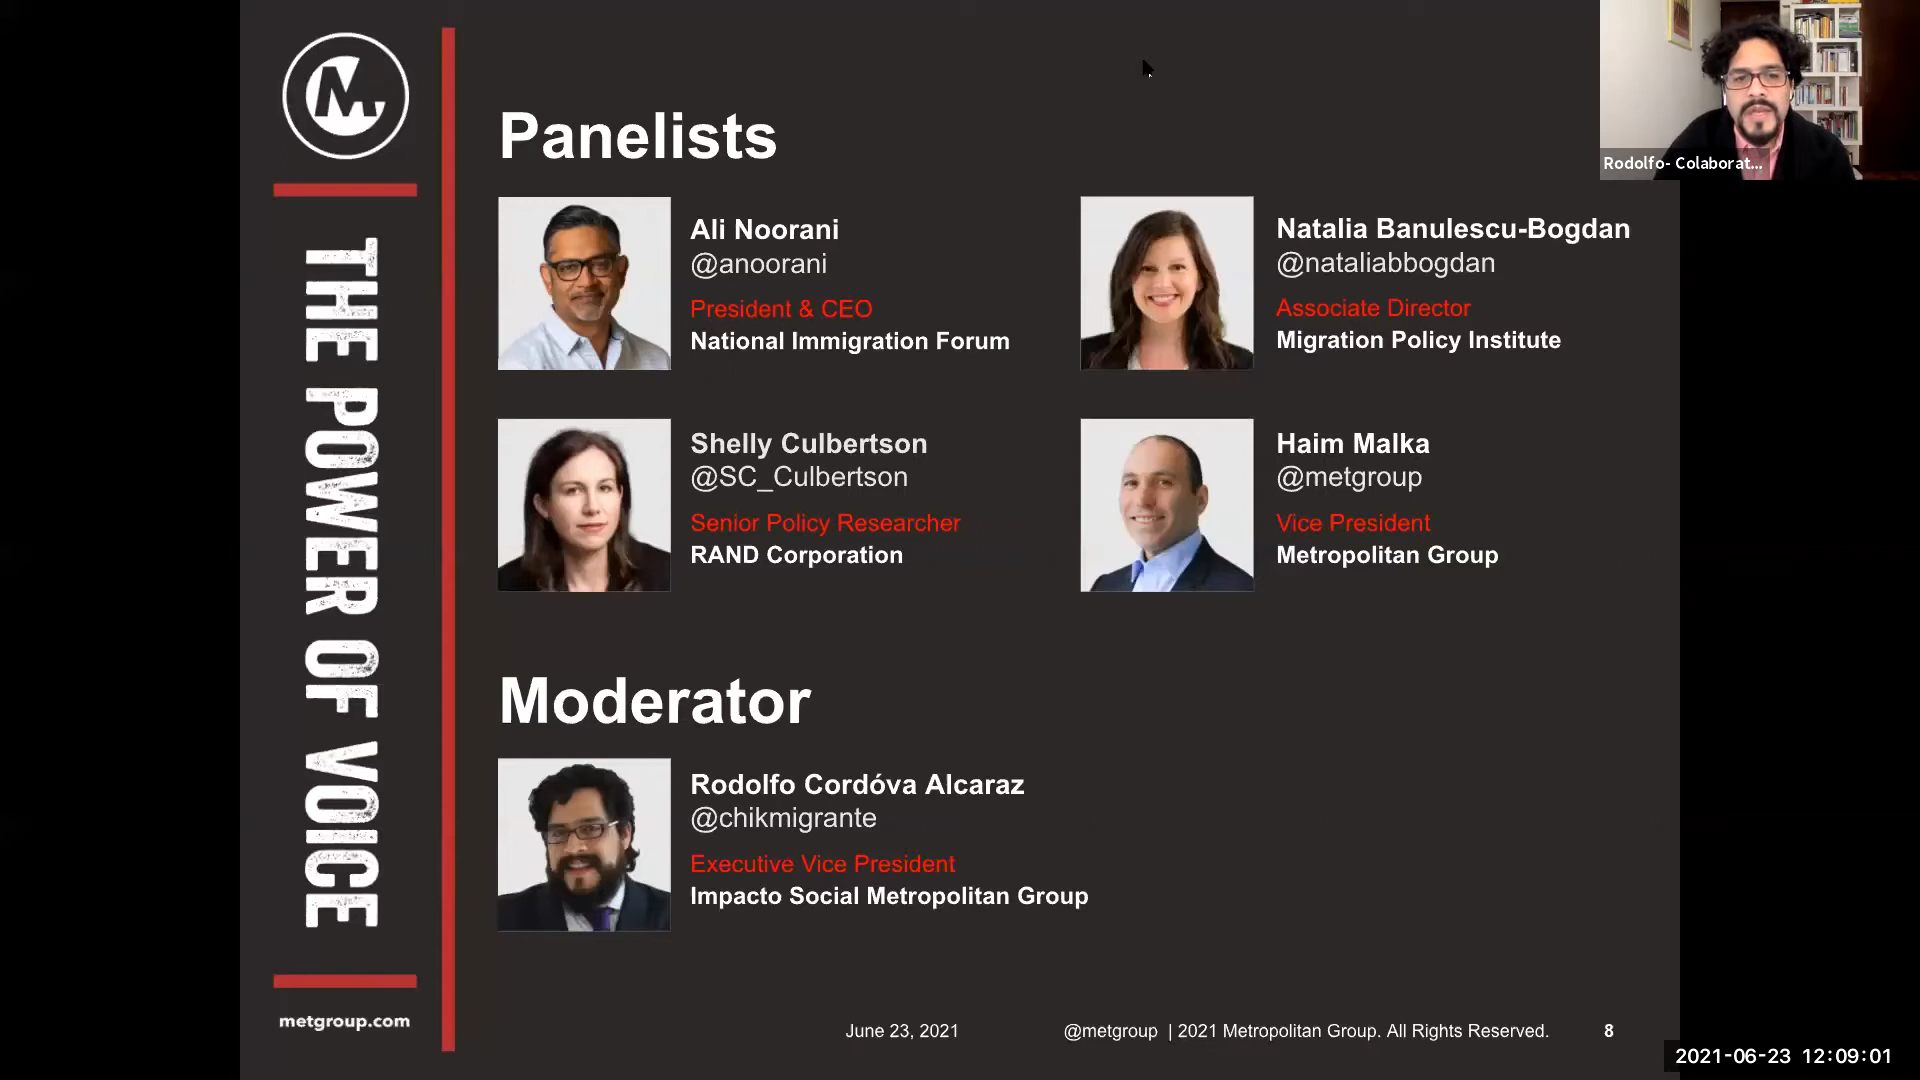 THE POWER OF VOICE
metgroup.com
Panelists
Ali Noorani
@anoorani
President & CEO
National Immigration Forum
Natalia Banulescu-Bogdan
@nataliabbogdan
Associate Director
Migration Policy Institute
Shelly Culbertson
@SC_Culbertson
Senior Policy Researcher
RAND Corporation
Haim Malka
@metgroup
Vice President
Metropolitan Group
Moderator
Rodolfo Cordóva Alcaraz
@chikmigrante
Executive Vice President
Impacto Social Metropolitan Group
June 23, 2021
@metgroup | 2021 Metropolitan Group. All Rights Reserved.
8
Rodolfo- Colaborat...
2021-06-23 12:09:01